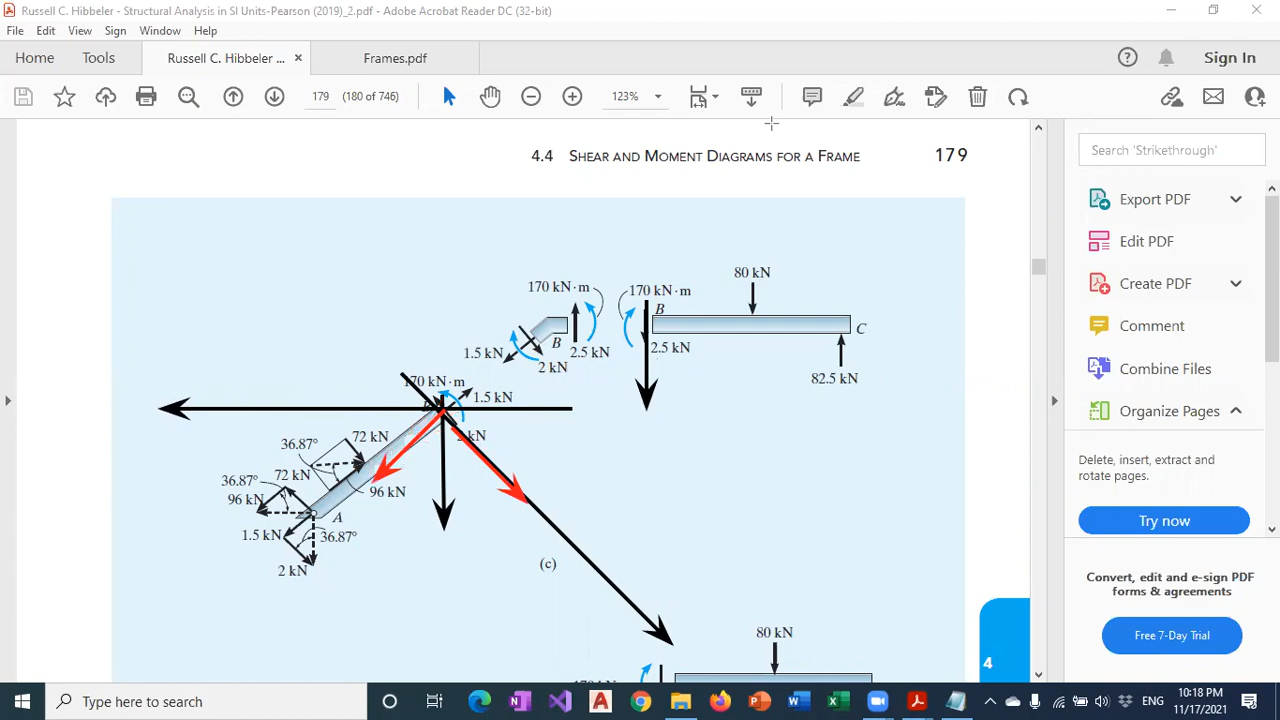 Russell C. Hibbeler - Structural Analysis in SI Units-Pearson (2019)_2.pdf - Adobe Acrobat Reader DC (32-bit)
File Edit View Sign Window Help
Home Tools Russell C. Hibbeler ... × Frames.pdf Sign In
179 (180 of 746) 123%
4.4 SHEAR AND MOMENT DIAGRAMS FOR A FRAME 179
80 kN
170 kN·m 170 kN·m
B
C
B
1.5 kN 2.5 kN 2.5 kN
2 kN 82.5 kN
170 kN·m
1.5 kN
36.87° 72 kN kN
36.87° 72 kN
96 kN 96 kN
A
1.5 kN 36.87°
2 kN
(c)
80 kN
4
Search 'Strikethrough'
Export PDF
Edit PDF
Create PDF
Comment
Combine Files
Organize Pages
Delete, insert, extract and
rotate pages.
Try now
Convert, edit and e-sign PDF
forms & agreements
Free 7-Day Trial
Type here to search
ENG
10:18 PM
11/17/2021